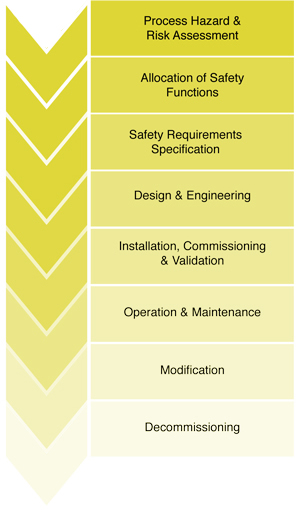 Process Hazard &
Risk Assessment
Allocation of Safety
Functions
Safety Requirements
Specification
Design & Engineering
Installation, Commissioning
& Validation
Operation & Maintenance
Modification
Decommissioning